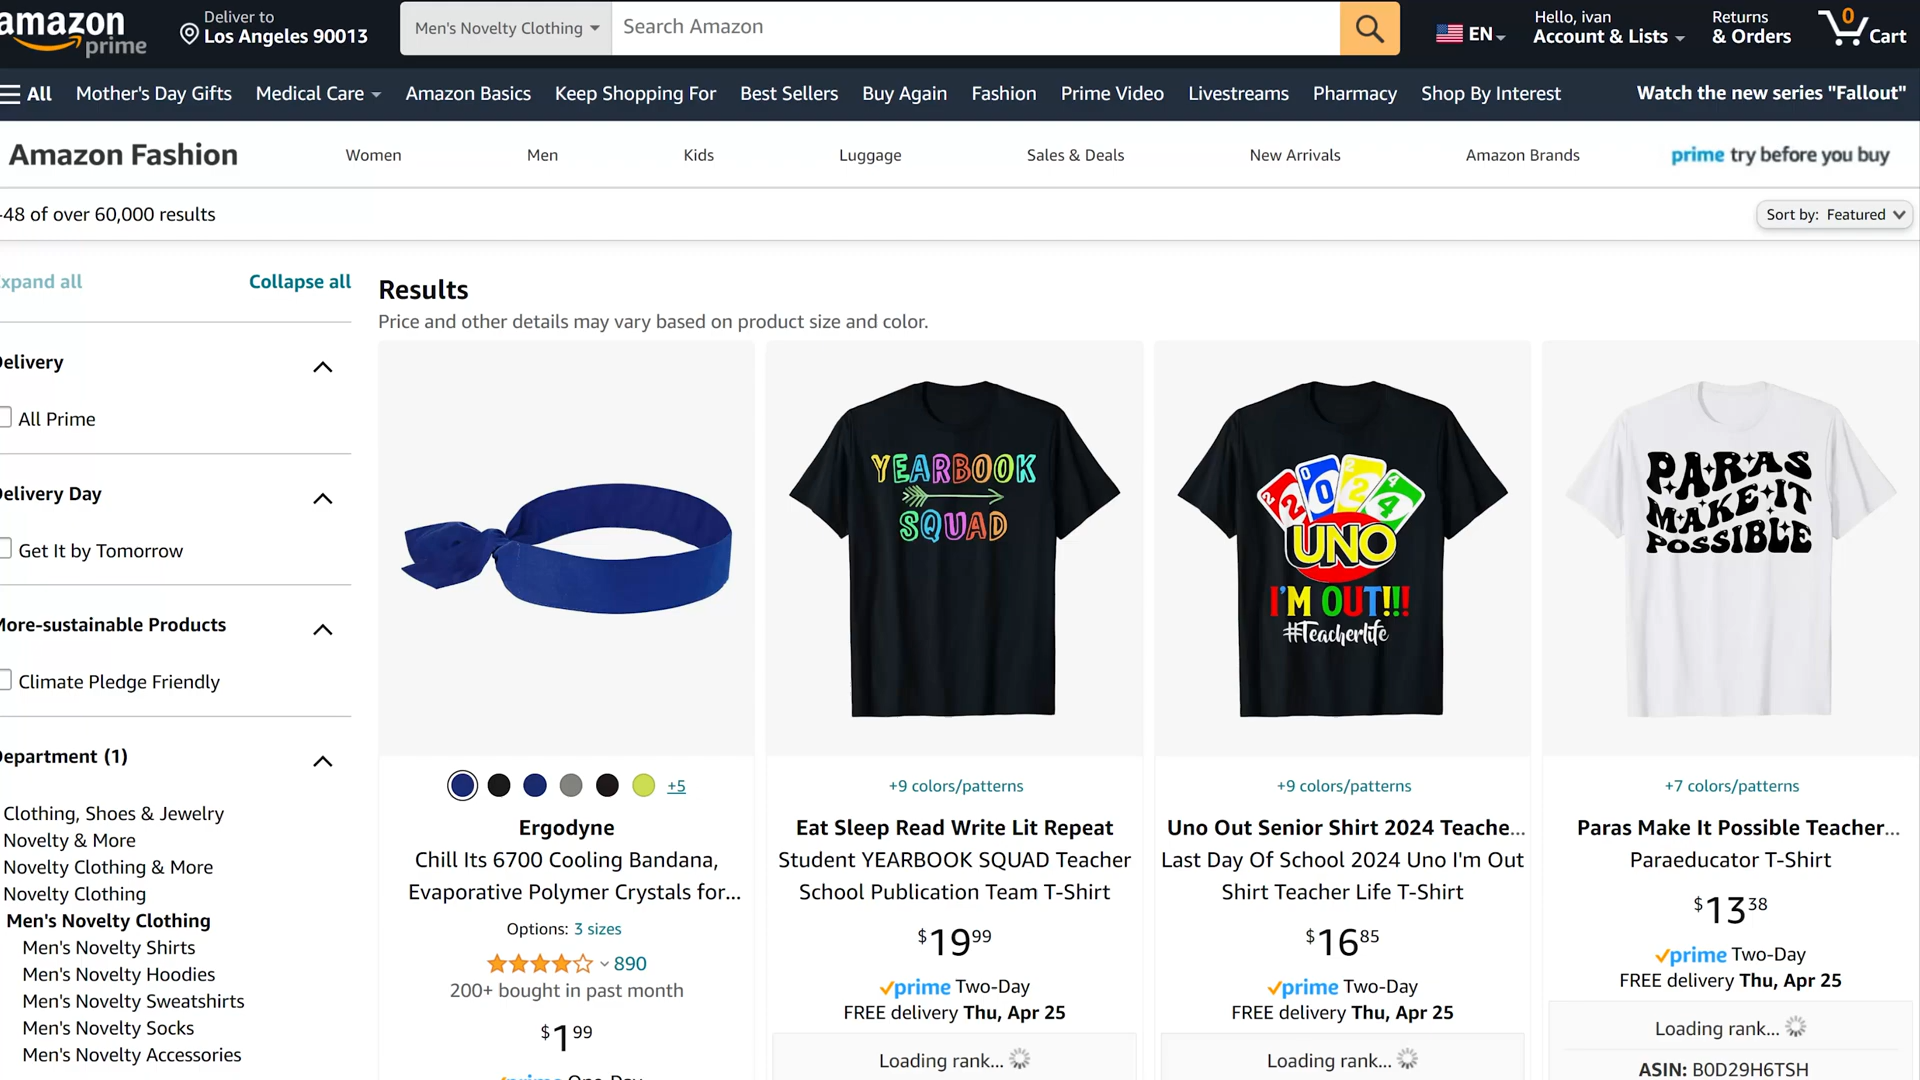 amazon
prime
Deliver to
Los Angeles 90013
Men's Novelty Clothing
Search Amazon
EN
Hello, ivan
Account & Lists
Returns
& Orders
0
Cart
All
Mother's Day Gifts
Medical Care
Amazon Basics
Keep Shopping For
Best Sellers
Buy Again
Fashion
Prime Video
Livestreams
Pharmacy
Shop By Interest
Watch the new series "Fallout"
Amazon Fashion
Women
Men
Kids
Luggage
Sales & Deals
New Arrivals
Amazon Brands
prime try before you buy
-48 of over 60,000 results
Sort by: Featured
xpand all
Collapse all
Delivery
All Prime
Delivery Day
Get It by Tomorrow
More-sustainable Products
Climate Pledge Friendly
Department (1)
Clothing, Shoes & Jewelry
Novelty & More
Novelty Clothing & More
Novelty Clothing
Men's Novelty Clothing
Men's Novelty Shirts
Men's Novelty Hoodies
Men's Novelty Sweatshirts
Men's Novelty Socks
Men's Novelty Accessories
Results
Price and other details may vary based on product size and color.
+5
Ergodyne
Chill Its 6700 Cooling Bandana,
Evaporative Polymer Crystals for...
Options: 3 sizes
890
200+ bought in past month
$1 99
prime One-Day
YEARBOOK
SQUAD
+9 colors/patterns
Eat Sleep Read Write Lit Repeat
Student YEARBOOK SQUAD Teacher
School Publication Team T-Shirt
$19 99
prime Two-Day
FREE delivery Thu, Apr 25
Loading rank...
2 0 2 4
UNO
I'M OUT!!!
#Teacherlife
+9 colors/patterns
Uno Out Senior Shirt 2024 Teache...
Last Day Of School 2024 Uno I'm Out
Shirt Teacher Life T-Shirt
$16 85
prime Two-Day
FREE delivery Thu, Apr 25
Loading rank...
PARAS
MAKE IT
POSSIBLE
+7 colors/patterns
Paras Make It Possible Teacher...
Paraeducator T-Shirt
$13 38
prime Two-Day
FREE delivery Thu, Apr 25
Loading rank...
ASIN: B0D29H6TSH